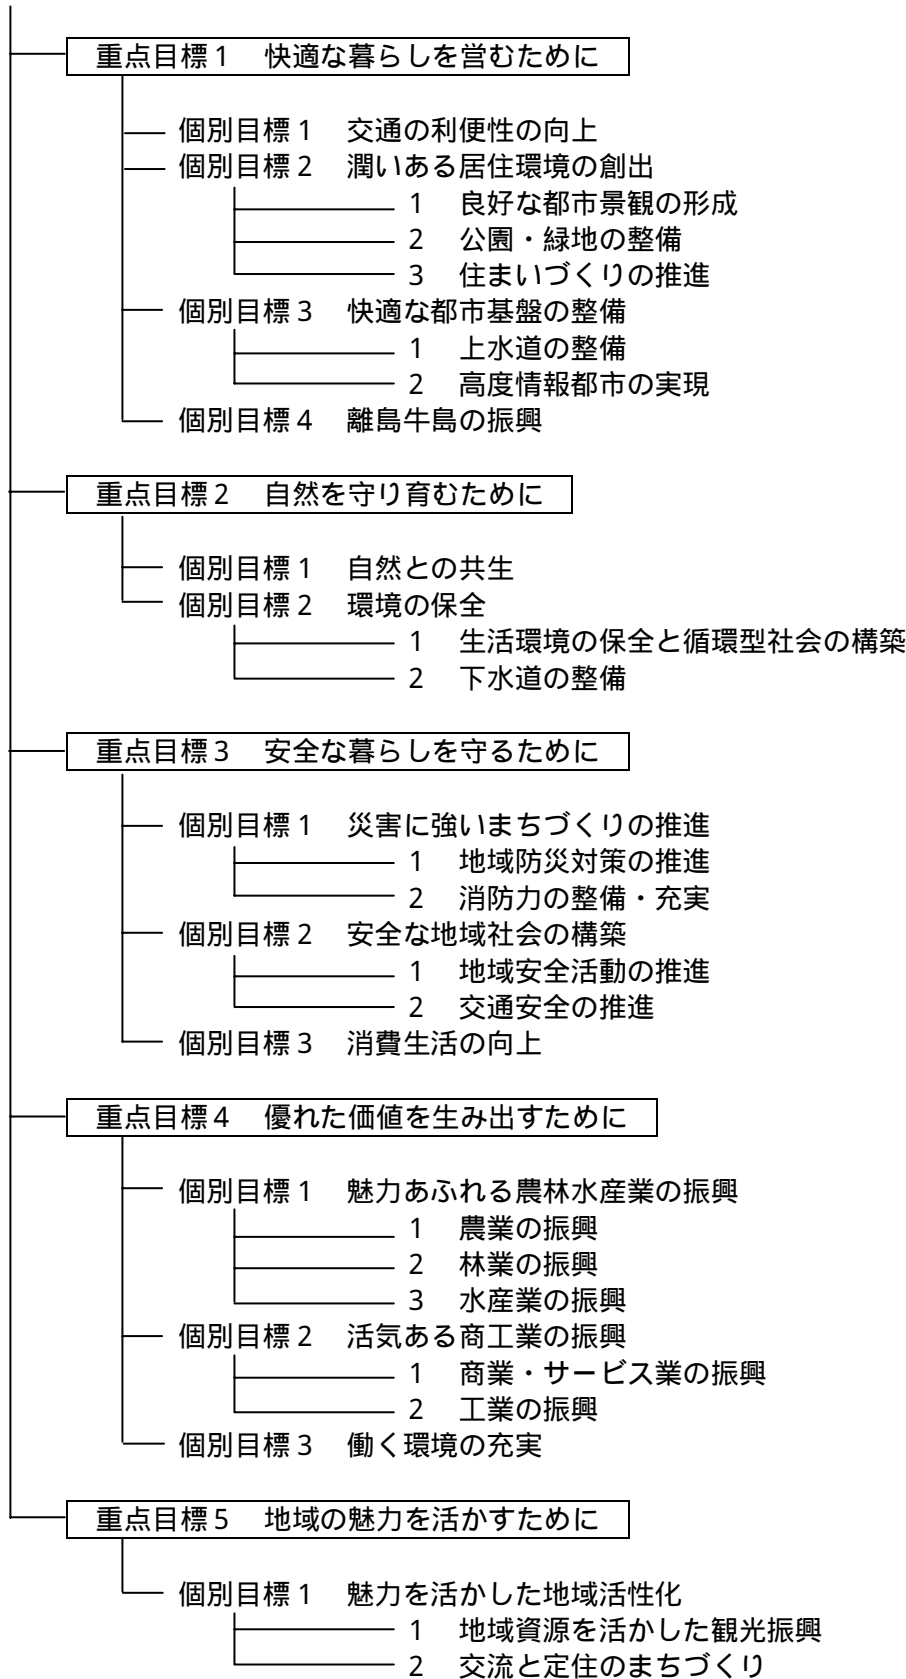 重点目標1 快適な暮らしを営むために
個別目標1 交通の利便性の向上
個別目標2 潤いある居住環境の創出
1 良好な都市景観の形成
2 公園・緑地の整備
3 住まいづくりの推進
個別目標3 快適な都市基盤の整備
1 上水道の整備
2 高度情報都市の実現
個別目標4 離島牛島の振興
重点目標2 自然を守り育むために
個別目標1 自然との共生
個別目標2 環境の保全
1 生活環境の保全と循環型社会の構築
2 下水道の整備
重点目標3 安全な暮らしを守るために
個別目標1 災害に強いまちづくりの推進
1 地域防災対策の推進
2 消防力の整備・充実
個別目標2 安全な地域社会の構築
1 地域安全活動の推進
2 交通安全の推進
個別目標3 消費生活の向上
重点目標4 優れた価値を生み出すために
個別目標1 魅力あふれる農林水産業の振興
1 農業の振興
2 林業の振興
3 水産業の振興
個別目標2 活気ある商工業の振興
1 商業・サービス業の振興
2 工業の振興
個別目標3 働く環境の充実
重点目標5 地域の魅力を活かすために
個別目標1 魅力を活かした地域活性化
1 地域資源を活かした観光振興
2 交流と定住のまちづくり